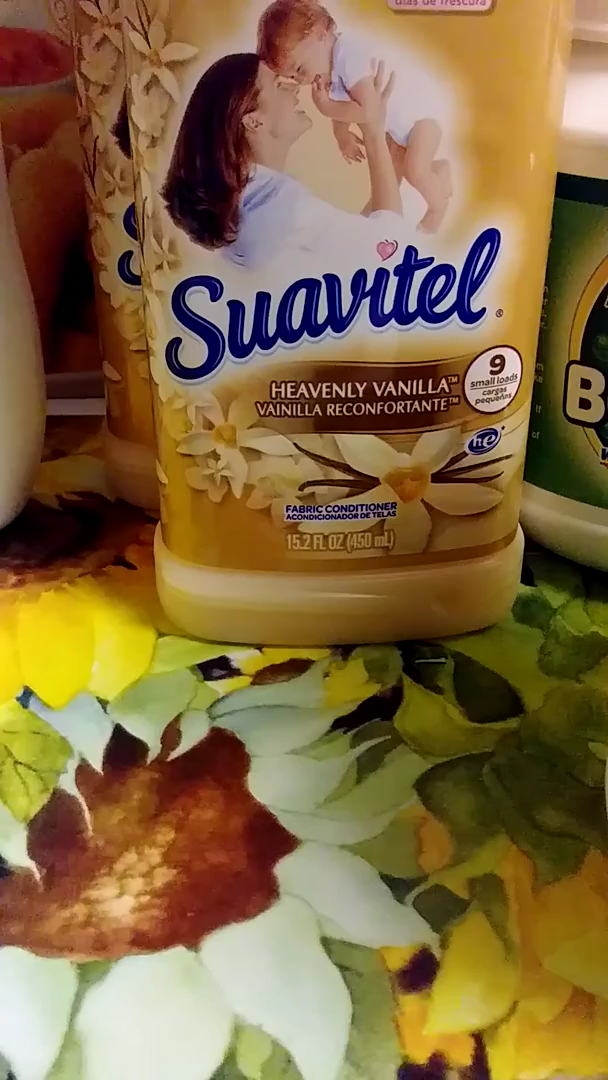 días de frescura
Suavitel®
HEAVENLY VANILLA™
VAINILLA RECONFORTANTE™
9
small loads
cargas
pequeñas
he
FABRIC CONDITIONER
ACONDICIONADOR DE TELAS
15.2 FL OZ (450 mL)
S
B